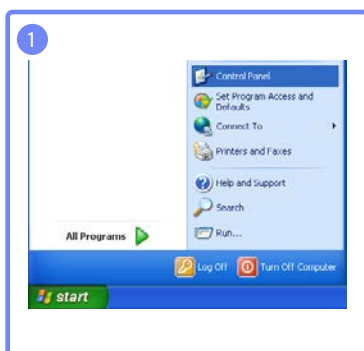 1
Control Panel
Set Program Access and
Defaults
Connect To
Printers and Faxes
Help and Support
Search
Run...
All Programs
Log Off Turn Off Computer
start